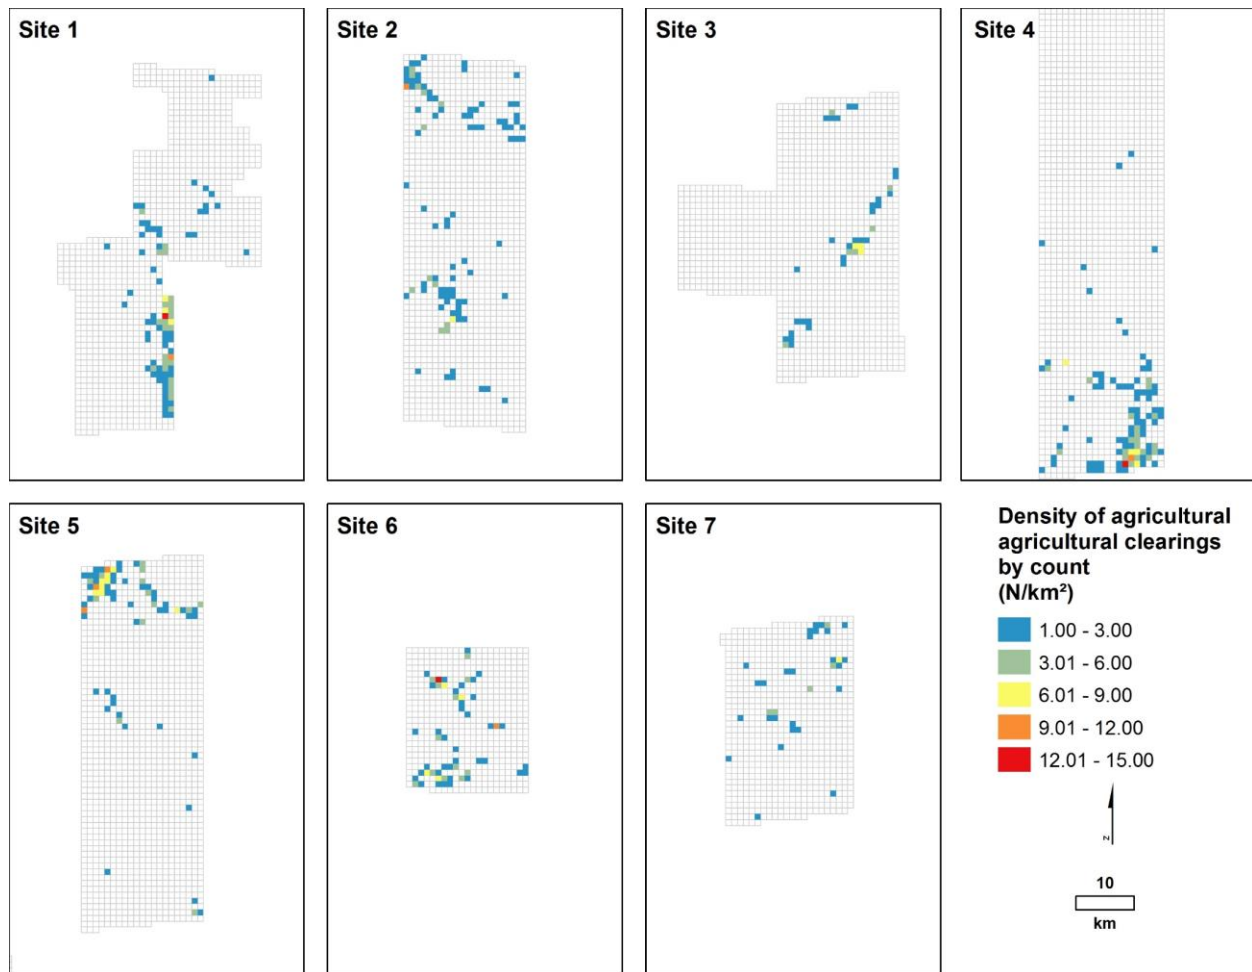 Site 1
Site 2
Site 3
Site 4
Site 5
Site 6
Site 7
Density of agricultural
agricultural clearings
by count
(N/km²)
1.00 - 3.00
3.01 - 6.00
6.01 - 9.00
9.01 - 12.00
12.01 - 15.00
N
10
km